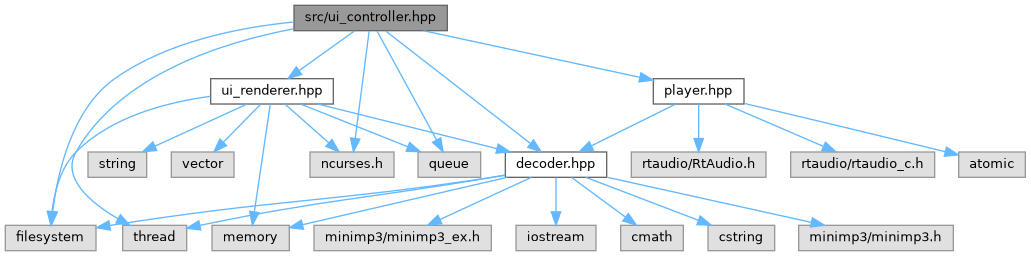 src/ui_controller.hpp
ui_renderer.hpp
player.hpp
string
vector
ncurses.h
queue
decoder.hpp
rtaudio/RtAudio.h
rtaudio/rtaudio_c.h
atomic
filesystem
thread
memory
minimp3/minimp3_ex.h
iostream
cmath
cstring
minimp3/minimp3.h